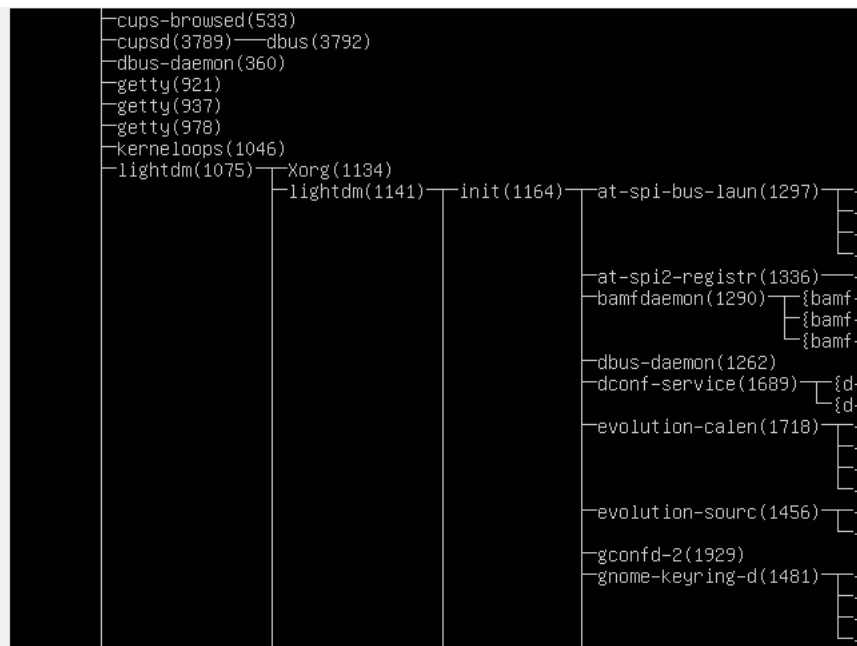 cups-browsed(533)
cupsd(3789)──dbus(3792)
dbus-daemon(360)
getty(921)
getty(937)
getty(978)
kerneloops(1046)
lightdm(1075)─┬─Xorg(1134)
lightdm(1141)─┬─init(1164)─┬─at-spi-bus-laun(1297)
at-spi2-registr(1336)
bamfdaemon(1290)─┬─{bamf
{bamf
{bamf
dbus-daemon(1262)
dconf-service(1689)─┬─{d
{d
evolution-calen(1718)
evolution-sourc(1456)
gconfd-2(1929)
gnome-keyring-d(1481)